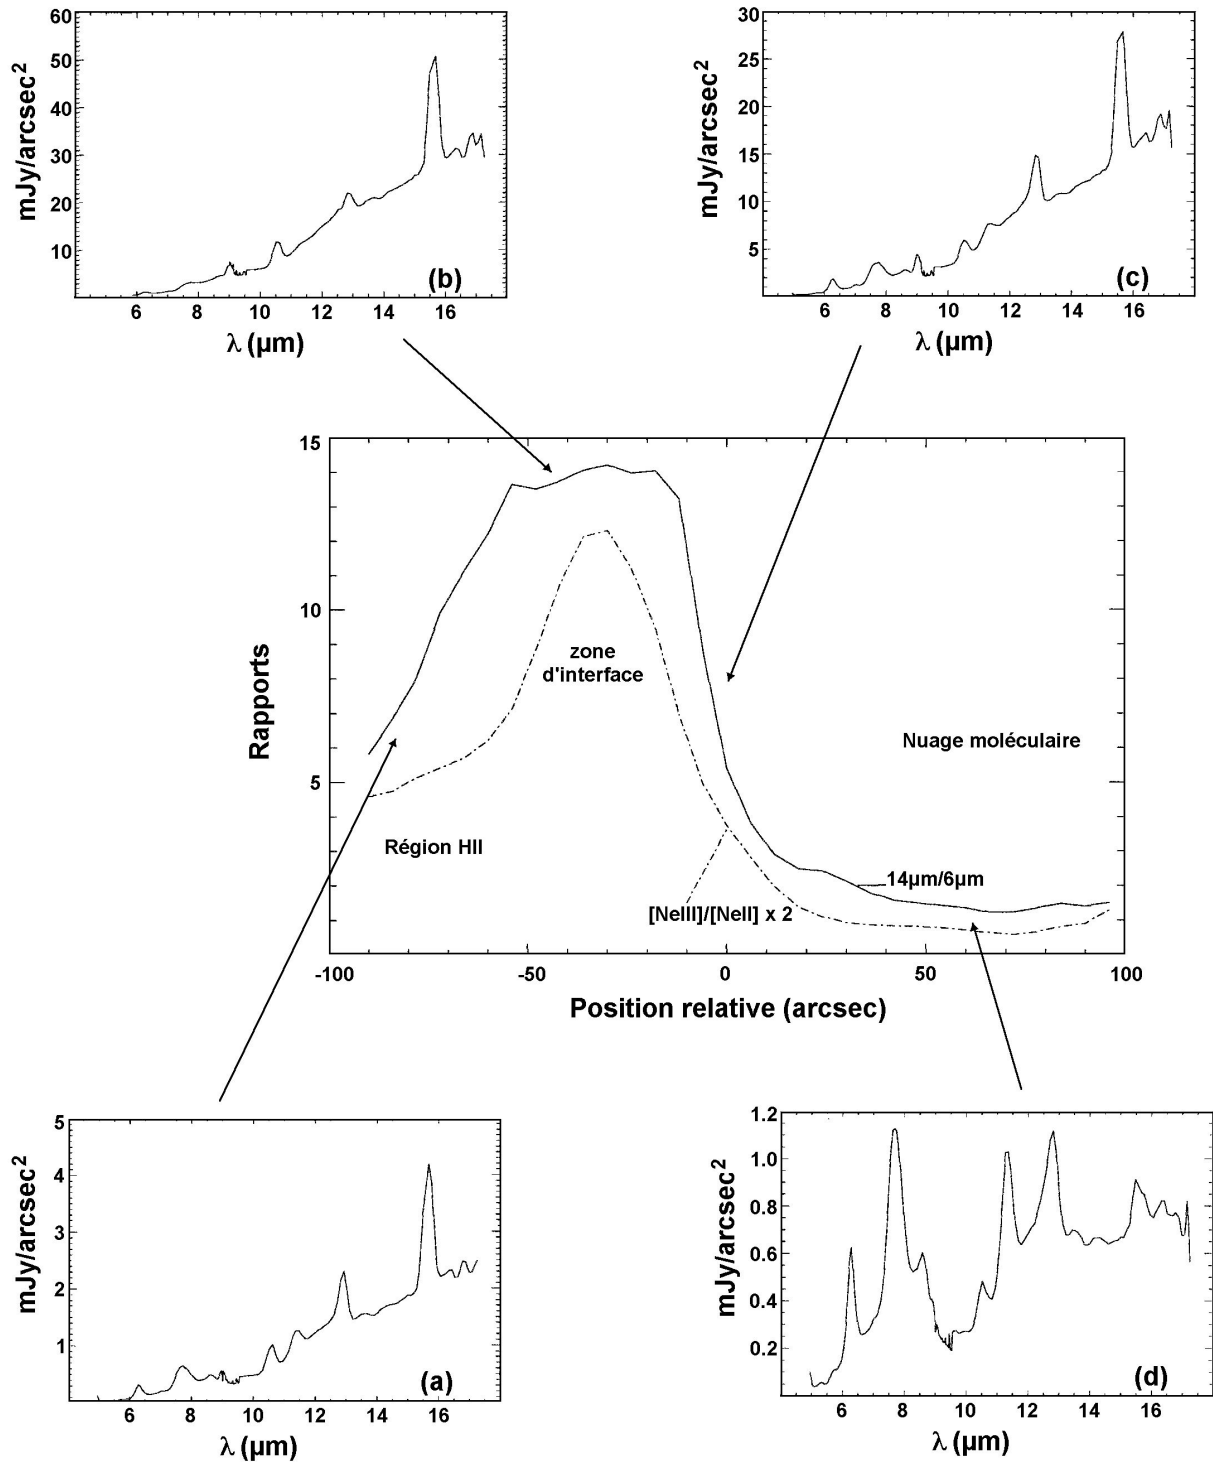 60
50
40
30
20
10
mJy/arcsec²
(b)
6 8 10 12 14 16
λ (µm)
30
25
20
15
10
5
mJy/arcsec²
(c)
6 8 10 12 14 16
λ (µm)
15
10
5
Rapports
zone
d'interface
Nuage moléculaire
Région HII
14µm/6µm
[NeIII]/[NeII] x 2
-100 -50 0 50 100
Position relative (arcsec)
5
4
3
2
1
mJy/arcsec²
(a)
6 8 10 12 14 16
λ (µm)
1.2
1.0
0.8
0.6
0.4
0.2
mJy/arcsec²
(d)
6 8 10 12 14 16
λ (µm)